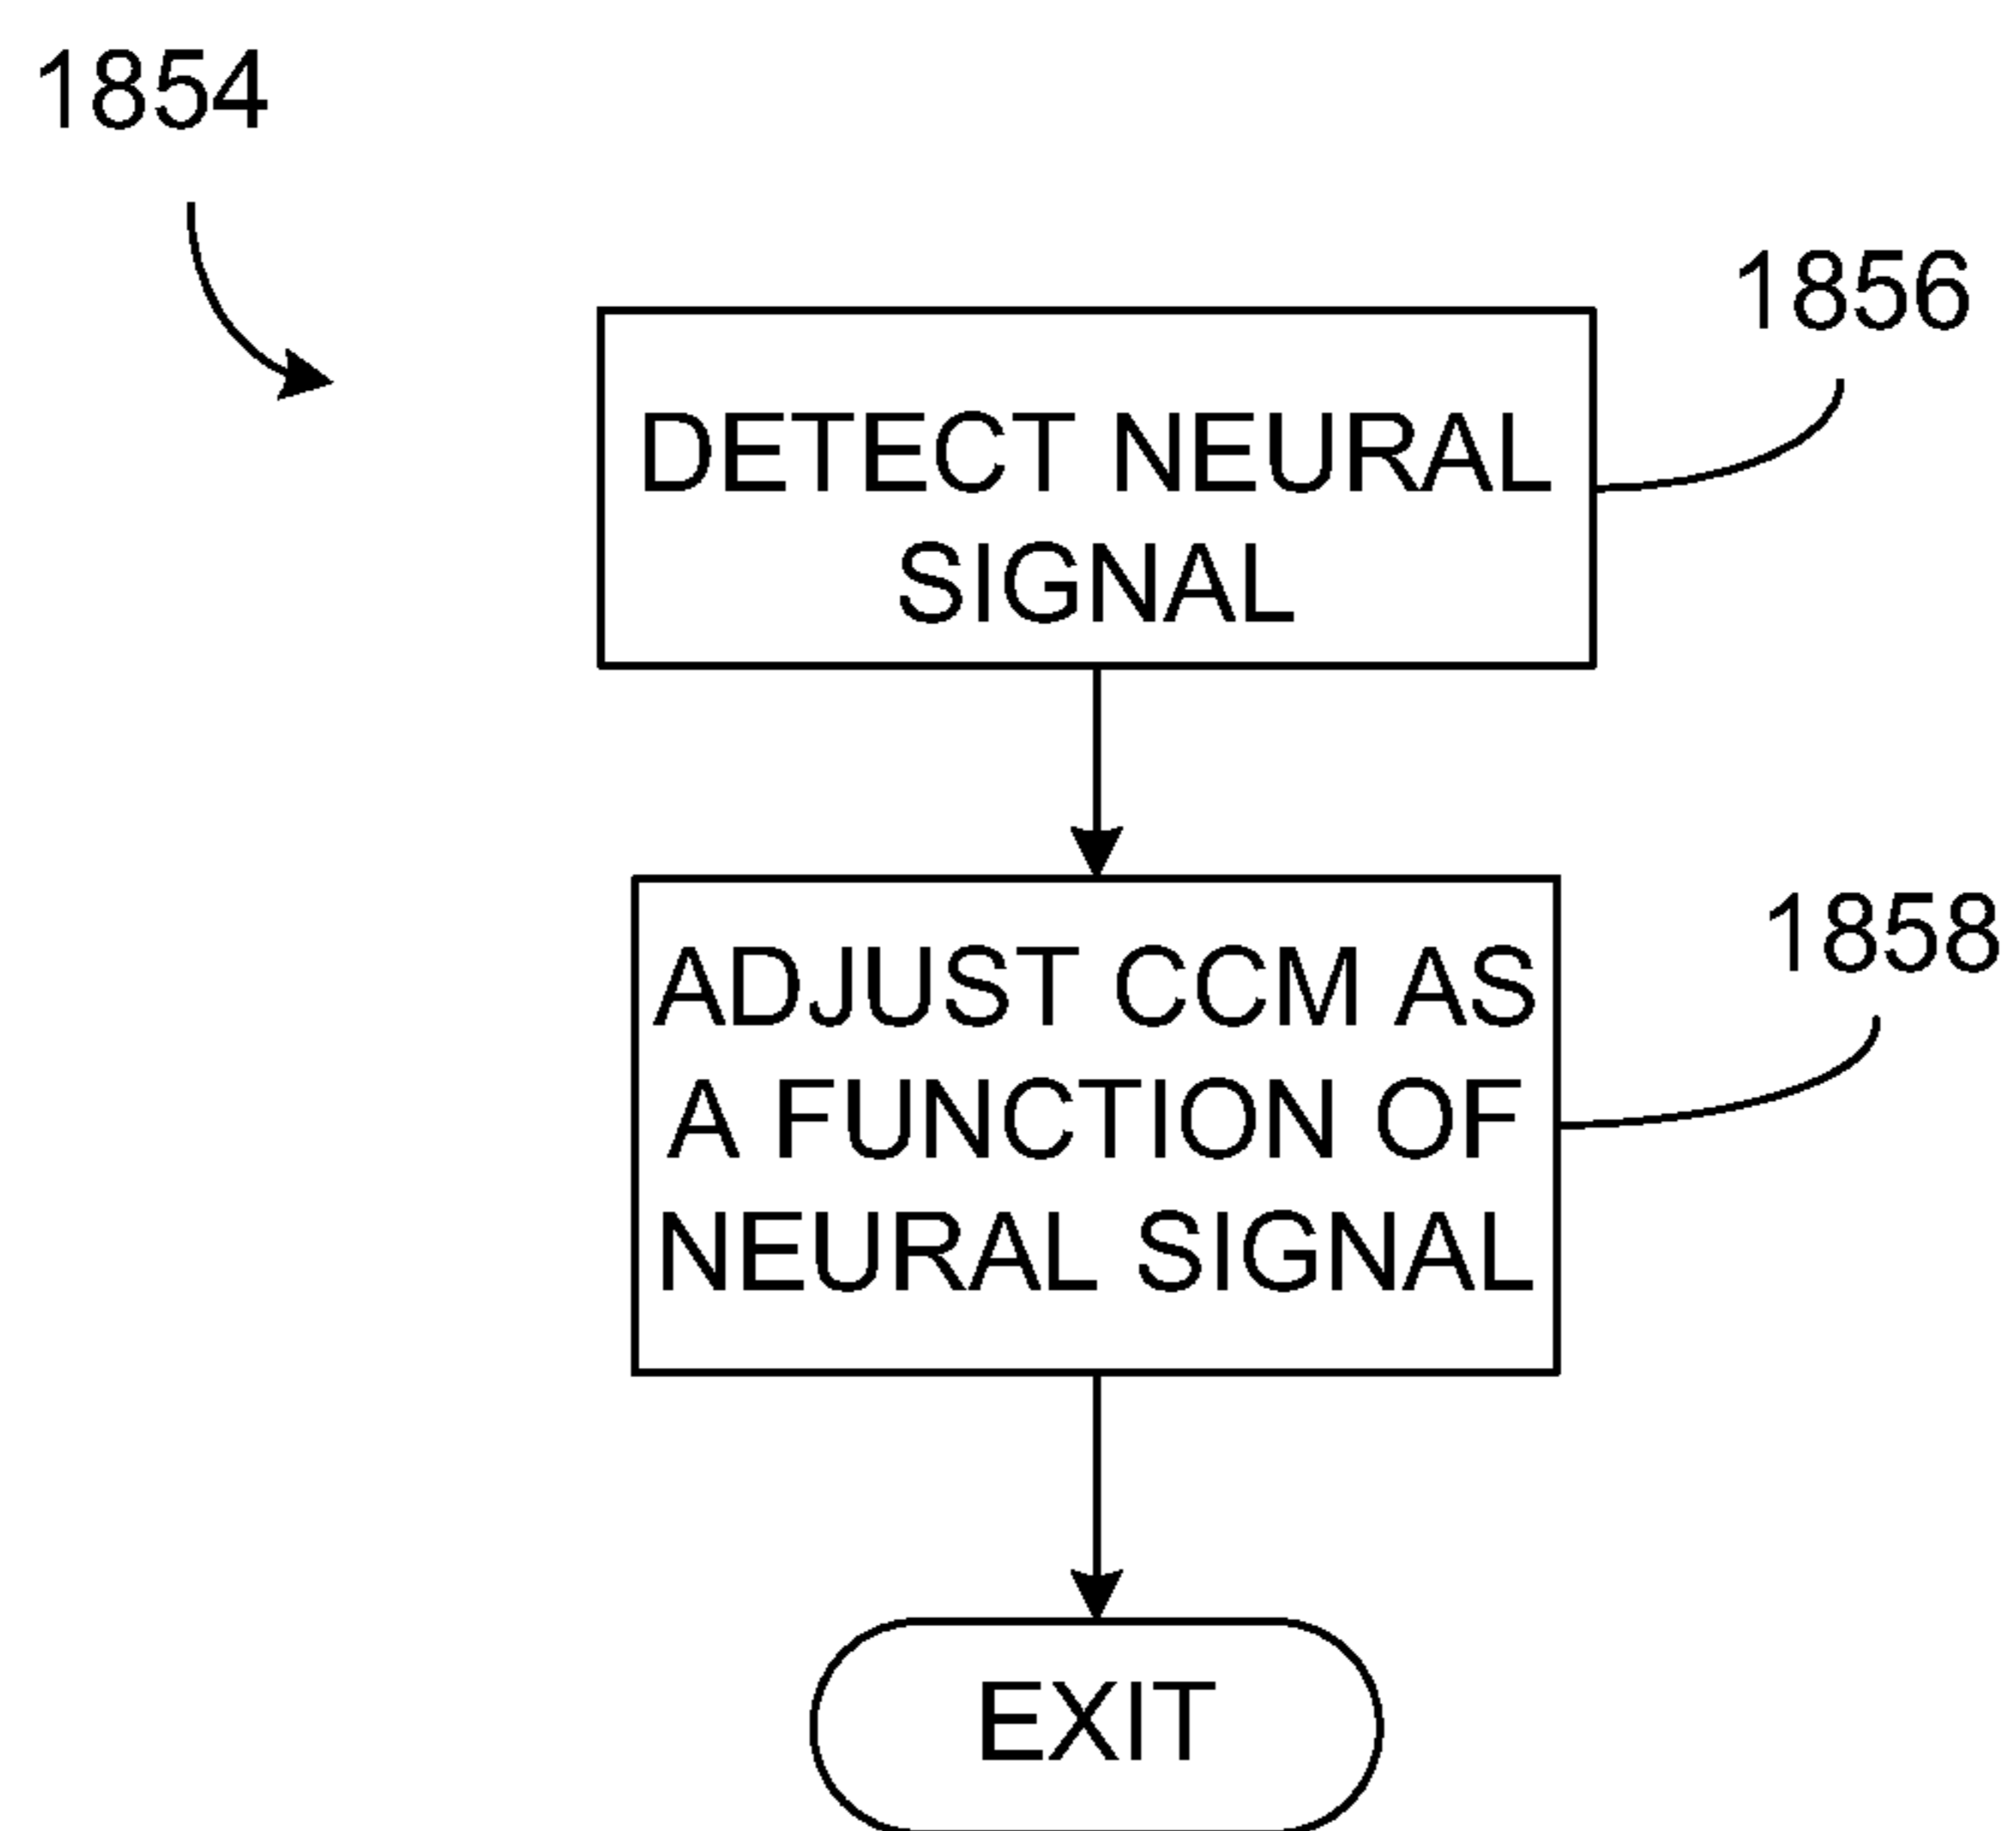 1854
1856
DETECT NEURAL
SIGNAL
1858
ADJUST CCM AS
A FUNCTION OF
NEURAL SIGNAL
EXIT